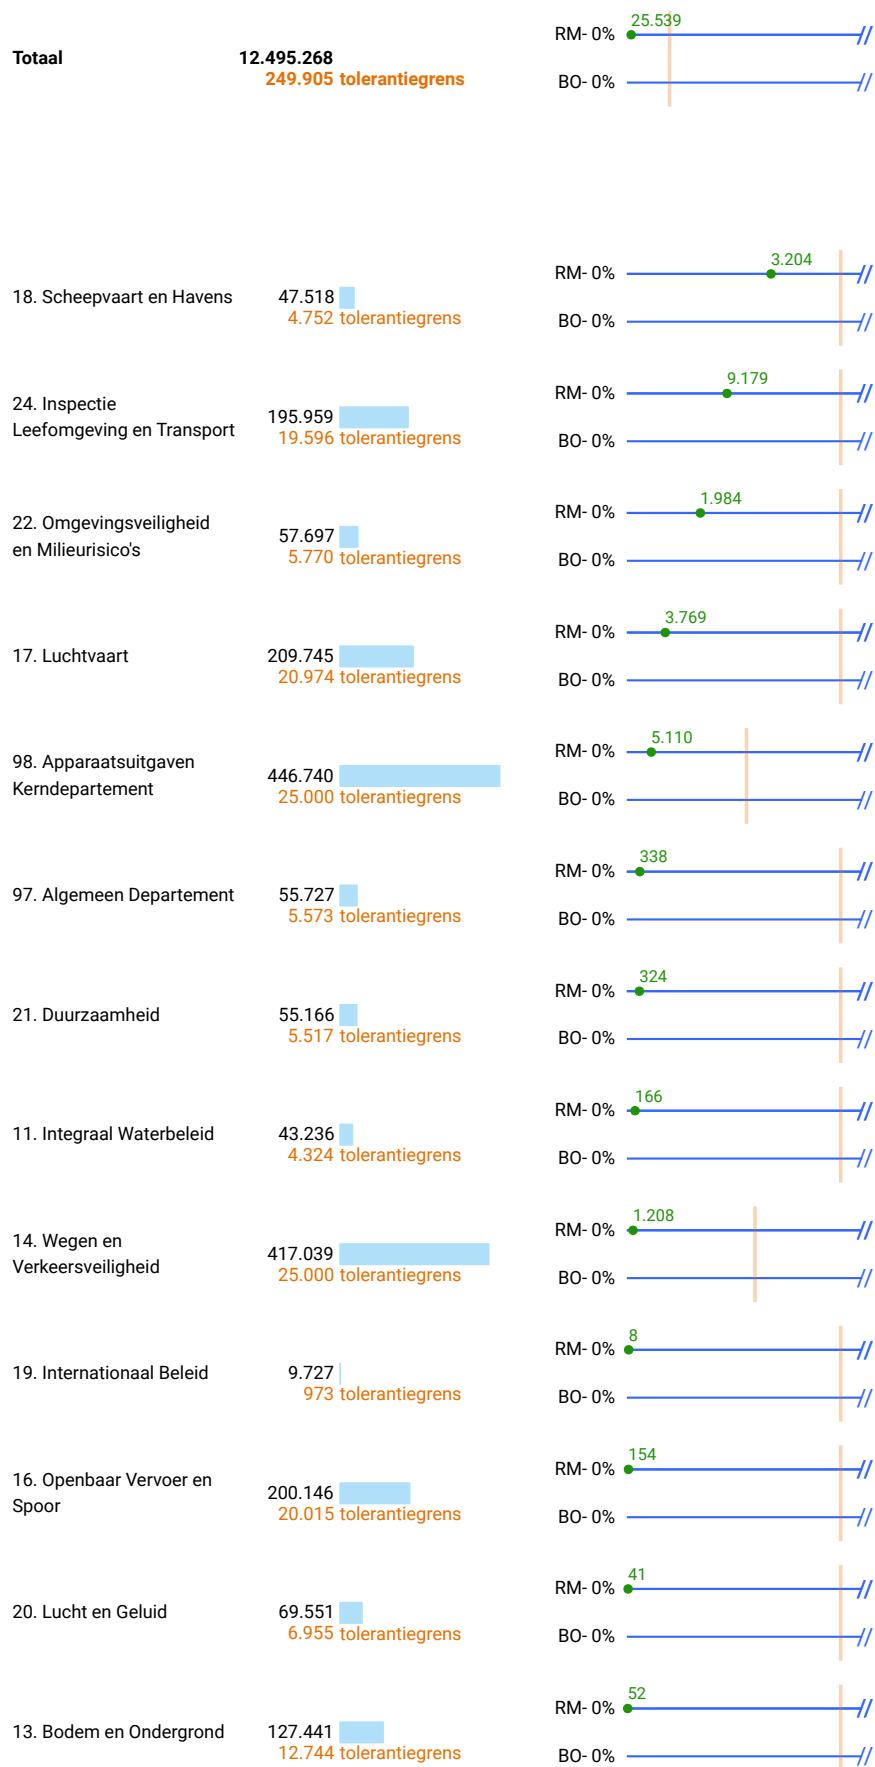 25.539
RM- 0%
Totaal 12.495.268
249.905 tolerantiegrens
BO- 0%
3.204
RM- 0%
18. Scheepvaart en Havens 47.518
4.752 tolerantiegrens
BO- 0%
9.179
RM- 0%
24. Inspectie
Leefomgeving en Transport
195.959
19.596 tolerantiegrens
BO- 0%
1.984
RM- 0%
22. Omgevingsveiligheid
en Milieurisico's
57.697
5.770 tolerantiegrens
BO- 0%
3.769
RM- 0%
17. Luchtvaart 209.745
20.974 tolerantiegrens
BO- 0%
5.110
RM- 0%
98. Apparaatsuitgaven
Kerndepartement
446.740
25.000 tolerantiegrens
BO- 0%
338
RM- 0%
97. Algemeen Departement 55.727
5.573 tolerantiegrens
BO- 0%
324
RM- 0%
21. Duurzaamheid 55.166
5.517 tolerantiegrens
BO- 0%
166
RM- 0%
11. Integraal Waterbeleid 43.236
4.324 tolerantiegrens
BO- 0%
1.208
RM- 0%
14. Wegen en
Verkeersveiligheid
417.039
25.000 tolerantiegrens
BO- 0%
8
RM- 0%
19. Internationaal Beleid 9.727
973 tolerantiegrens
BO- 0%
154
RM- 0%
16. Openbaar Vervoer en
Spoor
200.146
20.015 tolerantiegrens
BO- 0%
41
RM- 0%
20. Lucht en Geluid 69.551
6.955 tolerantiegrens
BO- 0%
52
RM- 0%
13. Bodem en Ondergrond 127.441
12.744 tolerantiegrens
BO- 0%